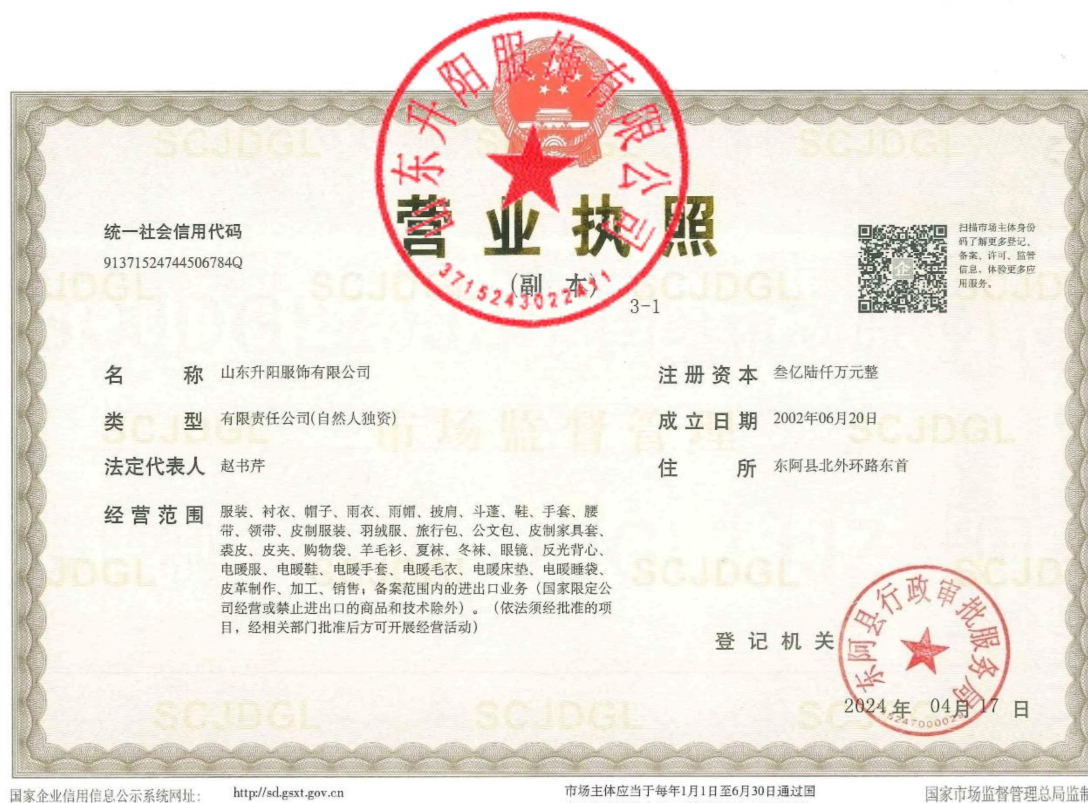 山东升阳服饰有限公司
3715243022411
营业执照
(副 本)
3-1
统一社会信用代码
91371524744506784Q
扫描市场主体身份
码了解更多登记、
备案、许可、监管
信息，体验更多应
用服务。
名 称 山东升阳服饰有限公司
注册资本 叁亿陆仟万元整
类 型 有限责任公司(自然人独资)
成立日期 2002年06月20日
法定代表人 赵书芹
住 所 东阿县北外环路东首
经营范围 服装、衬衣、帽子、雨衣、雨帽、披肩、斗蓬、鞋、手套、腰
带、领带、皮制服装、羽绒服、旅行包、公文包、皮制家具套、
裘皮、皮夹、购物袋、羊毛衫、夏袜、冬袜、眼镜、反光背心、
电暖服、电暖鞋、电暖手套、电暖毛衣、电暖床垫、电暖睡袋、
皮革制作、加工、销售；备案范围内的进出口业务（国家限定公
司经营或禁止进出口的商品和技术除外）。（依法须经批准的项
目，经相关部门批准后方可开展经营活动）
登记机关
东阿县行政审批服务局
2024年 04月17 日
国家企业信用信息公示系统网址：
http://sd.gsxt.gov.cn
市场主体应当于每年1月1日至6月30日通过国
国家市场监督管理总局监制
SCJDGL
市场监督管理